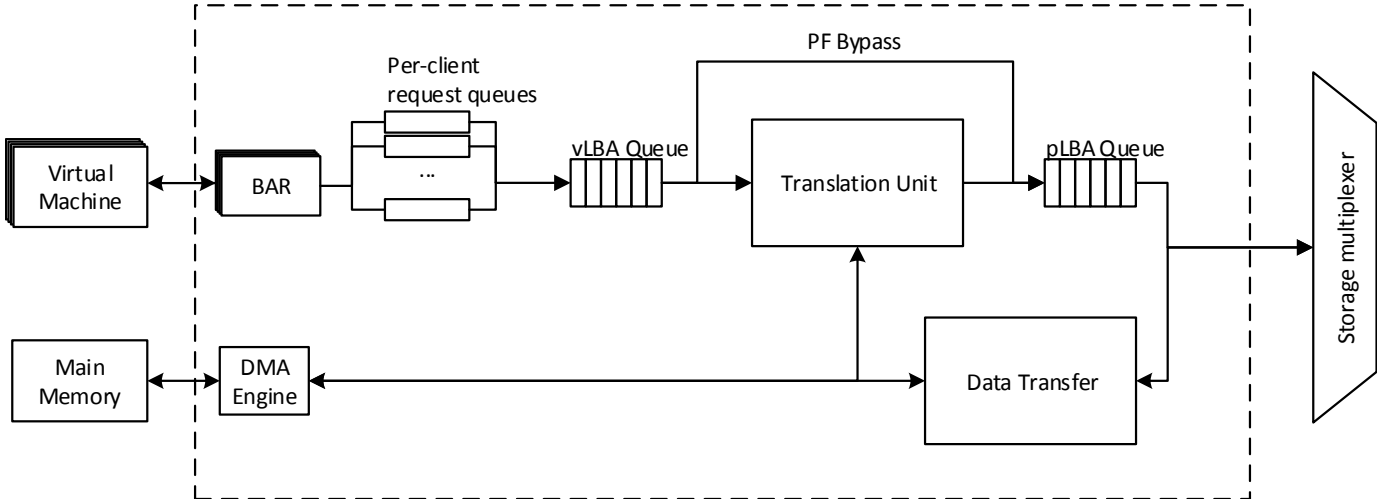 PF Bypass
Per-client
request queues
vLBA Queue
pLBA Queue
Virtual
Machine
BAR
...
Translation Unit
Storage multiplexer
Main
Memory
DMA
Engine
Data Transfer